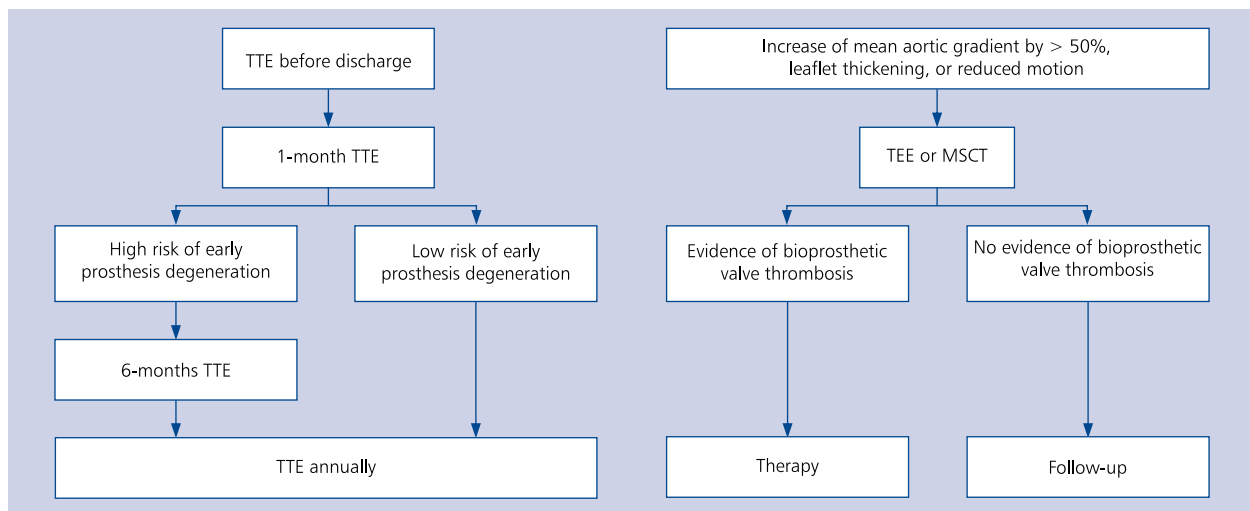 TTE before discharge
1-month TTE
High risk of early
prosthesis degeneration
Low risk of early
prosthesis degeneration
6-months TTE
TTE annually
Increase of mean aortic gradient by > 50%,
leaflet thickening, or reduced motion
TEE or MSCT
Evidence of bioprosthetic
valve thrombosis
No evidence of bioprosthetic
valve thrombosis
Therapy
Follow-up